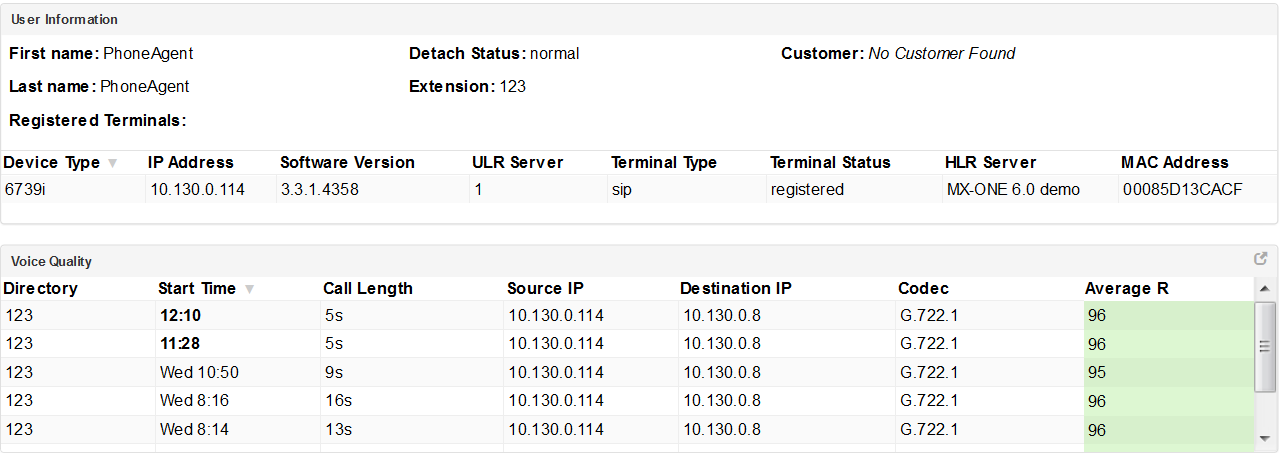 User Information
First name: PhoneAgent Detach Status: normal Customer: No Customer Found
Last name: PhoneAgent Extension: 123
Registered Terminals:
Device Type IP Address Software Version ULR Server Terminal Type Terminal Status HLR Server MAC Address
6739i 10.130.0.114 3.3.1.4358 1 sip registered MX-ONE 6.0 demo 00085D13CACF
Voice Quality
Directory Start Time Call Length Source IP Destination IP Codec Average R
123 12:10 5s 10.130.0.114 10.130.0.8 G.722.1 96
123 11:28 5s 10.130.0.114 10.130.0.8 G.722.1 96
123 Wed 10:50 9s 10.130.0.114 10.130.0.8 G.722.1 95
123 Wed 8:16 16s 10.130.0.114 10.130.0.8 G.722.1 96
123 Wed 8:14 13s 10.130.0.114 10.130.0.8 G.722.1 96